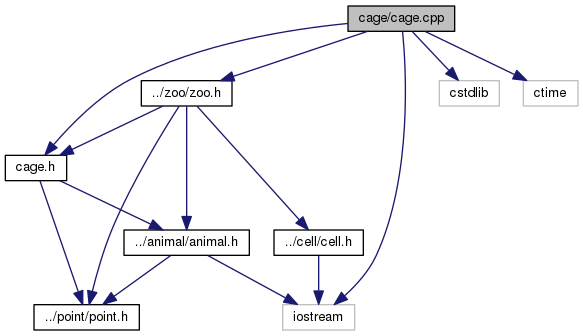 cage/cage.cpp
../zoo/zoo.h
cstdlib
ctime
cage.h
../animal/animal.h
../cell/cell.h
../point/point.h
iostream